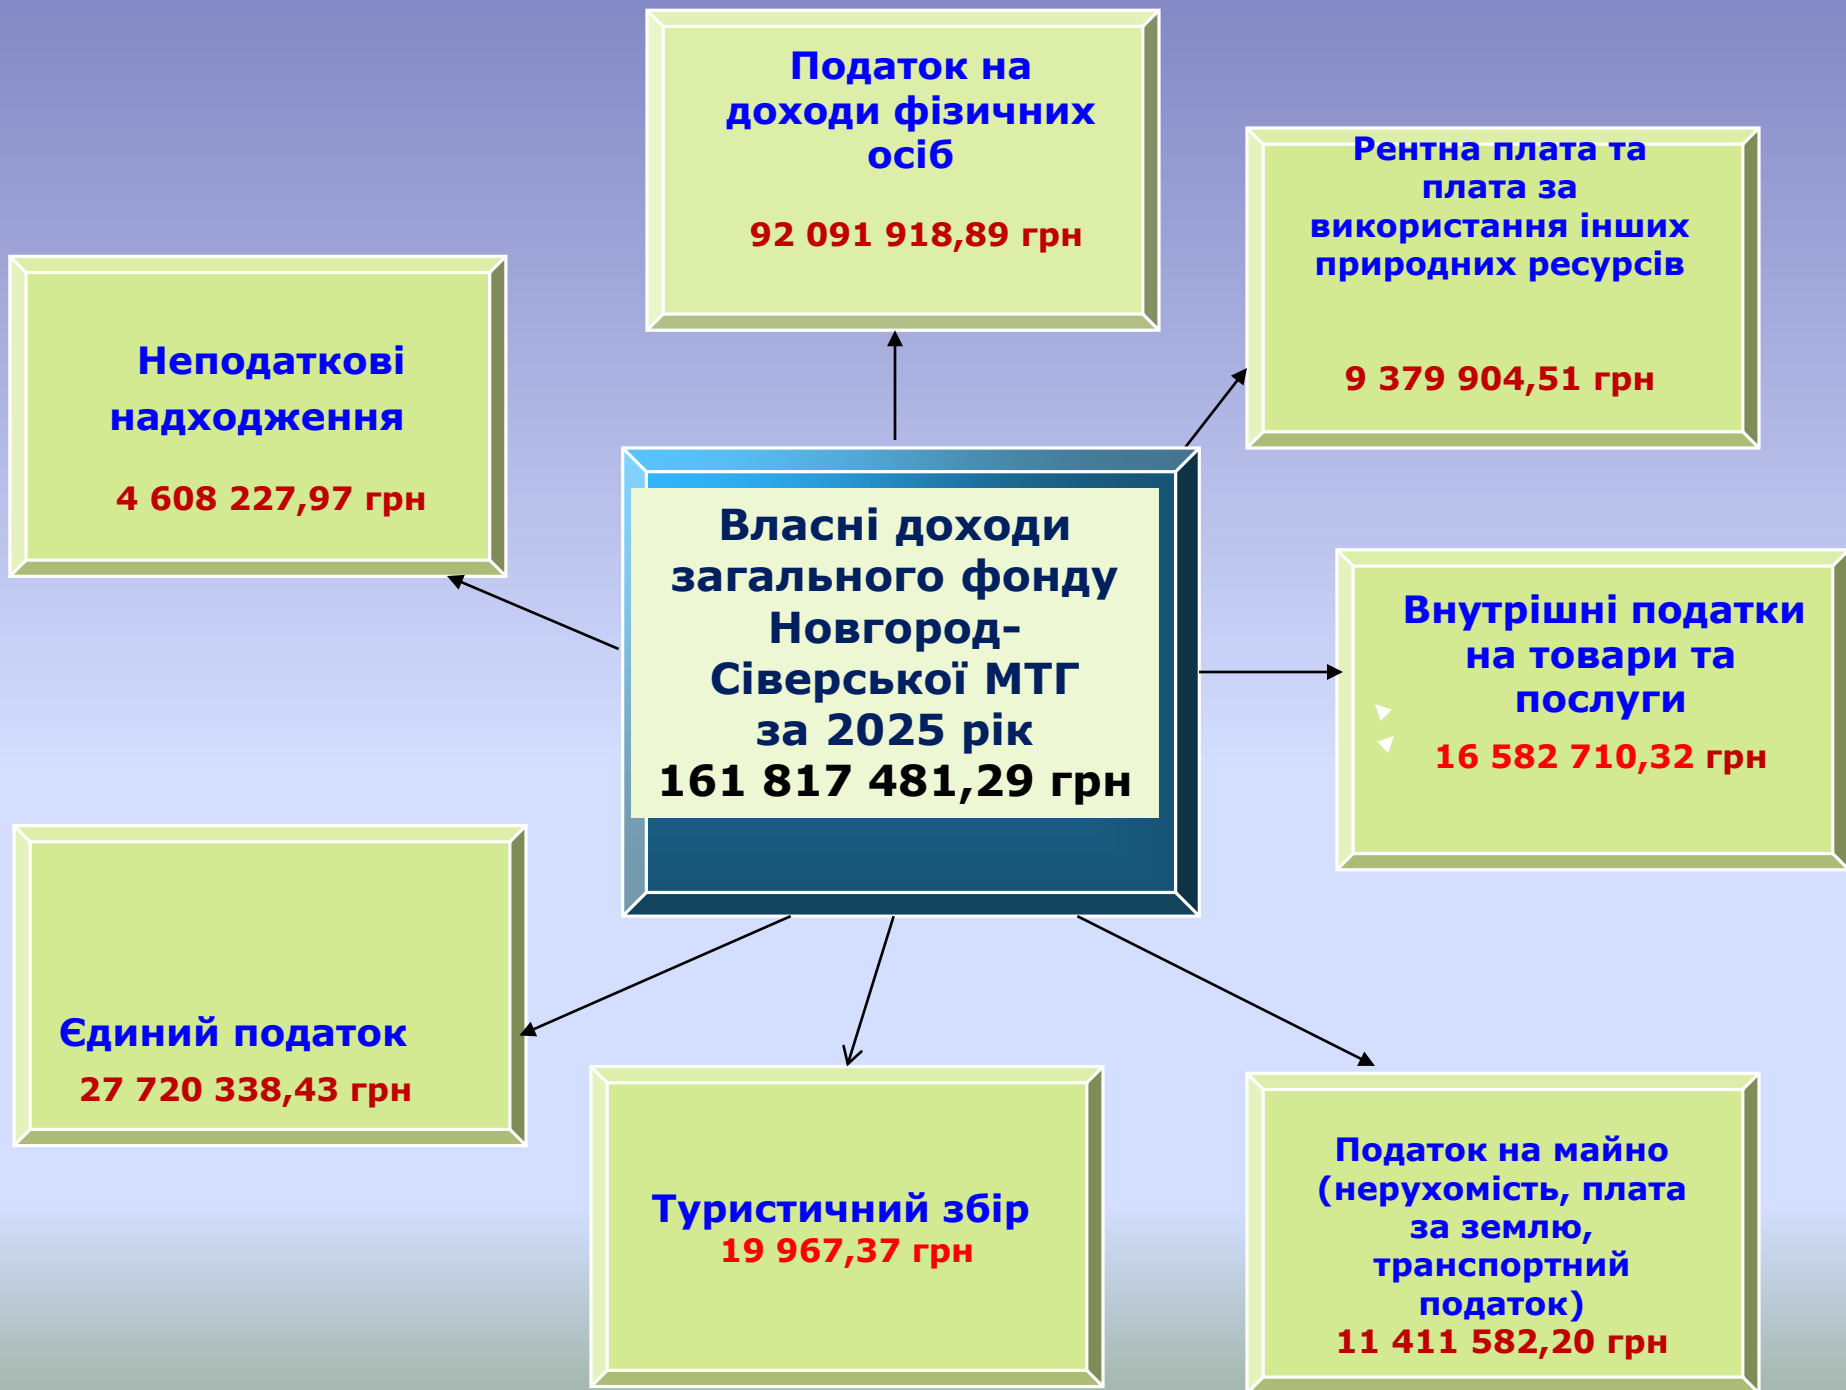 Податок на
доходи фізичних
осіб
92 091 918,89 грн
Рентна плата та
плата за
використання інших
природних ресурсів
9 379 904,51 грн
Неподаткові
надходження
4 608 227,97 грн
Власні доходи
загального фонду
Новгород-
Сіверської МТГ
за 2025 рік
161 817 481,29 грн
Внутрішні податки
на товари та
послуги
16 582 710,32 грн
Єдиний податок
27 720 338,43 грн
Туристичний збір
19 967,37 грн
Податок на майно
(нерухомість, плата
за землю,
транспортний
податок)
11 411 582,20 грн